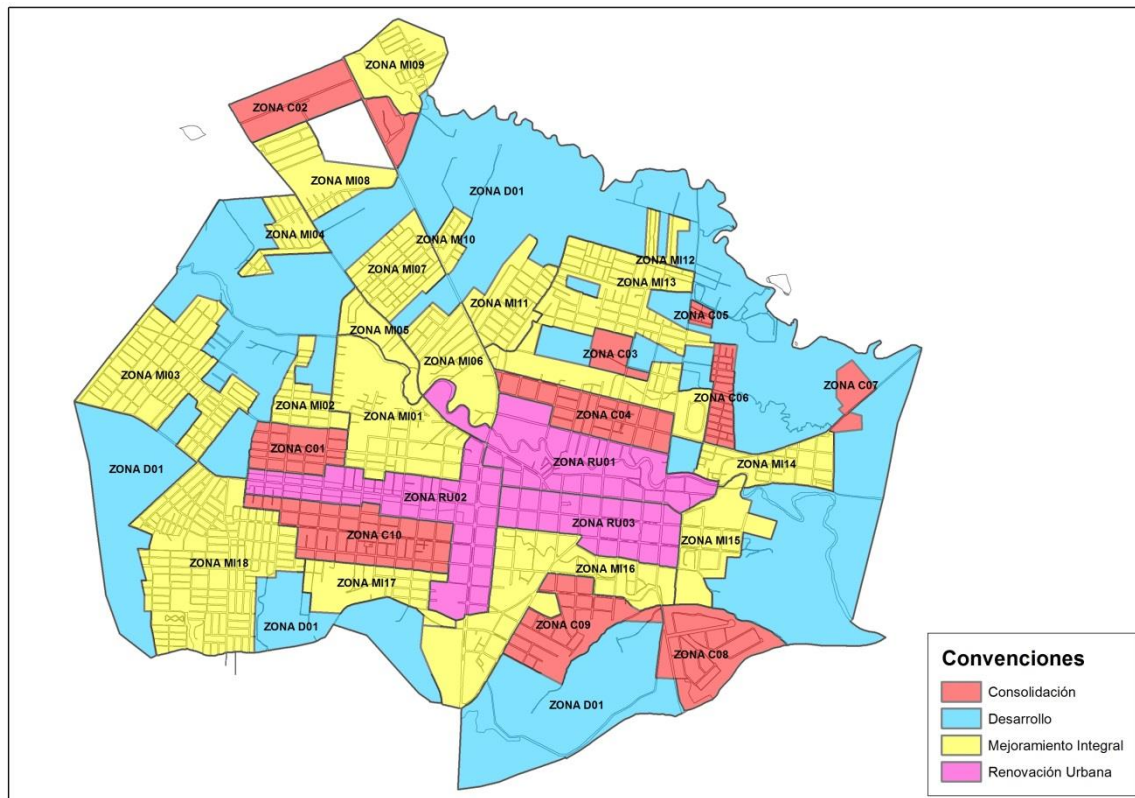 ZONA MI09
ZONA C02
ZONA MI08
ZONA D01
ZONA MI04
ZONA MI10
ZONA MI12
ZONA MI07
ZONA MI13
ZONA MI11
ZONA C05
ZONA MI05
ZONA C03
ZONA MI06
ZONA MI03
ZONA C07
ZONA C06
ZONA MI02
ZONA MI01
ZONA C04
ZONA C01
ZONA RU01
ZONA MI14
ZONA D01
ZONA RU02
ZONA RU03
ZONA C10
ZONA MI15
ZONA MI18
ZONA MI16
ZONA MI17
ZONA D01
ZONA C09
ZONA C08
ZONA D01
Convenciones
Consolidación
Desarrollo
Mejoramiento Integral
Renovación Urbana